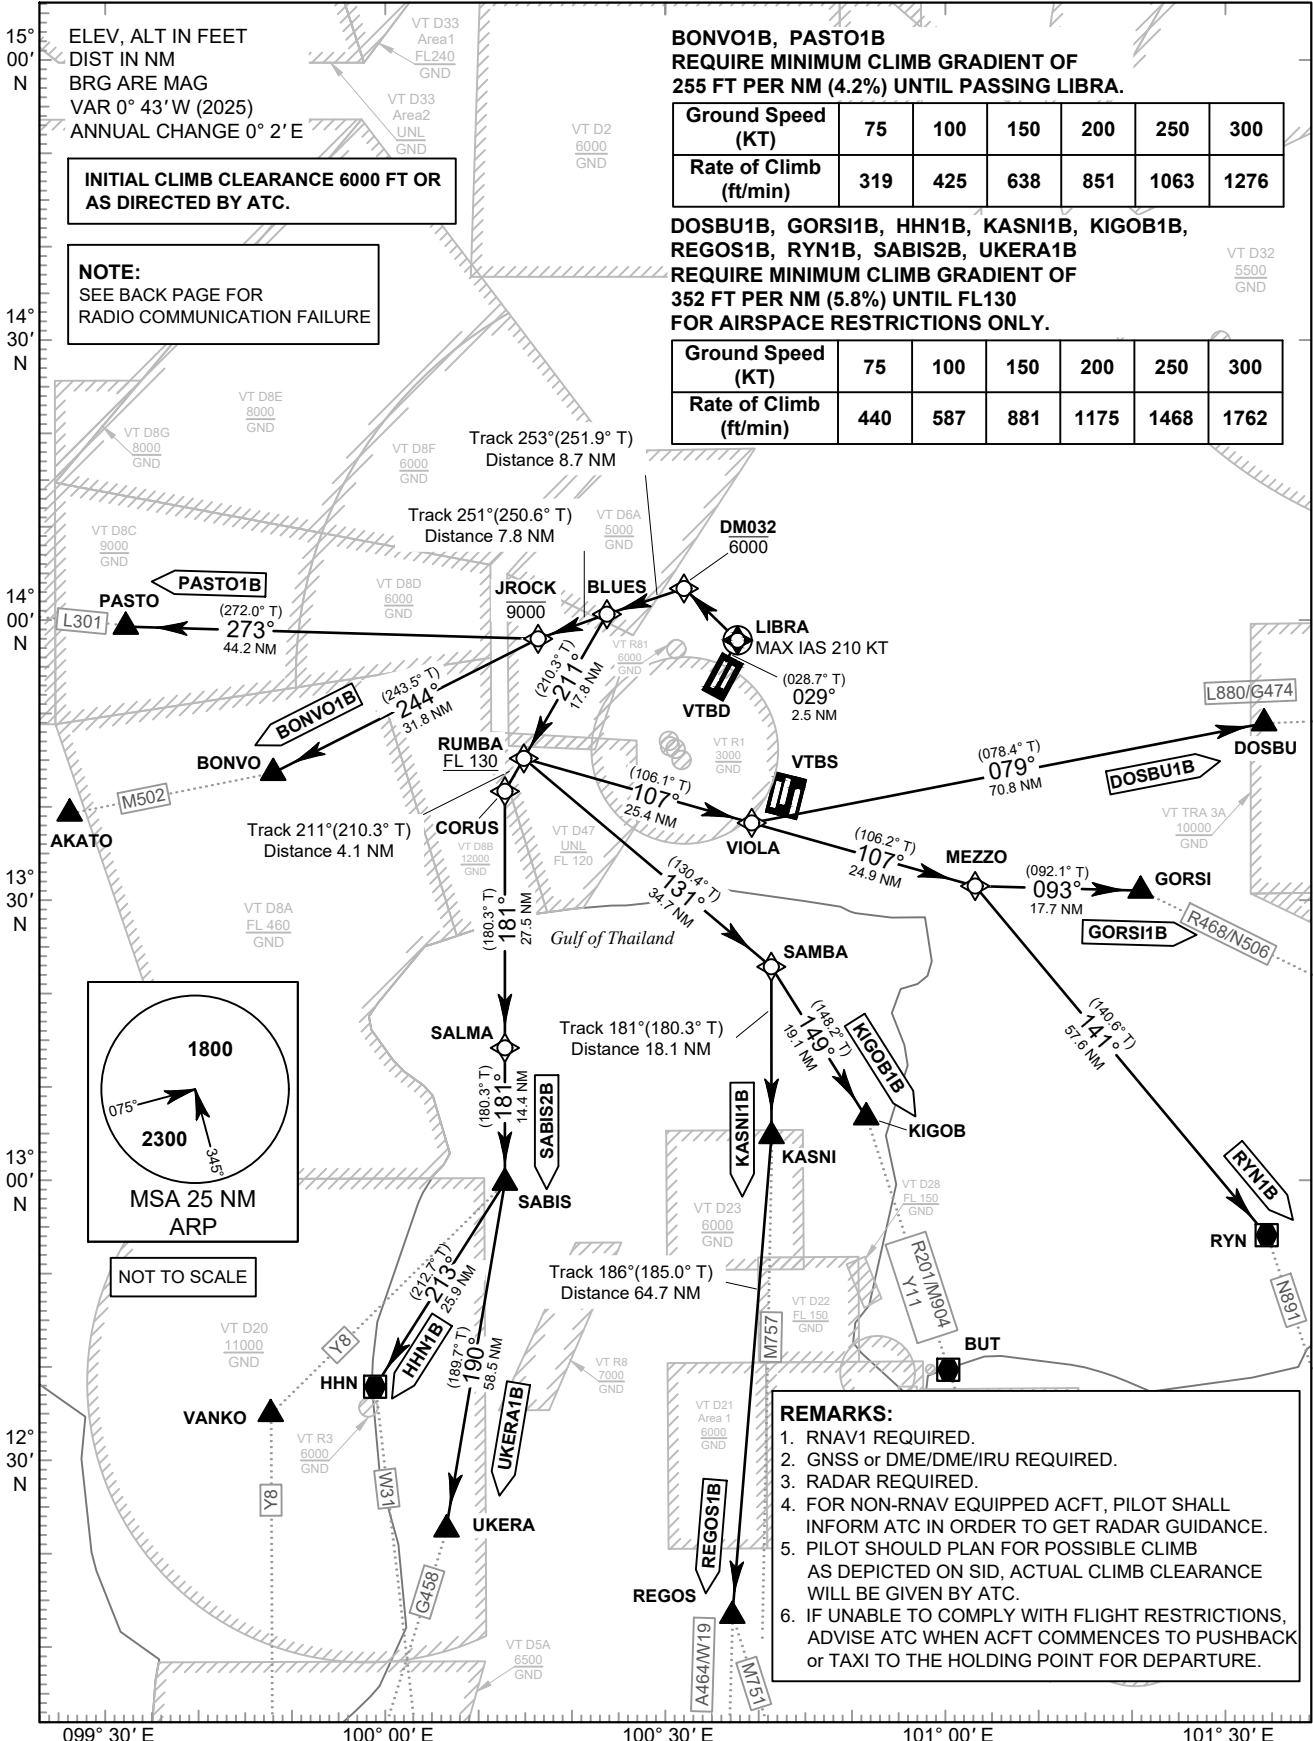 ELEV, ALT IN FEET
DIST IN NM
BRG ARE MAG
VAR 0° 43′ W (2025)
ANNUAL CHANGE 0° 2′ E
INITIAL CLIMB CLEARANCE 6000 FT OR
AS DIRECTED BY ATC.
NOTE:
SEE BACK PAGE FOR
RADIO COMMUNICATION FAILURE
BONVO1B, PASTO1B
REQUIRE MINIMUM CLIMB GRADIENT OF
255 FT PER NM (4.2%) UNTIL PASSING LIBRA.
Ground Speed (KT) 75 100 150 200 250 300
Rate of Climb (ft/min) 319 425 638 851 1063 1276
DOSBU1B, GORSI1B, HHN1B, KASNI1B, KIGOB1B,
REGOS1B, RYN1B, SABIS2B, UKERA1B
REQUIRE MINIMUM CLIMB GRADIENT OF
352 FT PER NM (5.8%) UNTIL FL130
FOR AIRSPACE RESTRICTIONS ONLY.
Ground Speed (KT) 75 100 150 200 250 300
Rate of Climb (ft/min) 440 587 881 1175 1468 1762
15°
00′
N
14°
30′
N
14°
00′
N
13°
30′
N
13°
00′
N
12°
30′
N
VT D33
Area1
FL240
GND
VT D33
Area2
UNL
GND
VT D2
6000
GND
VT D32
5500
GND
VT D8E
8000
GND
VT D8G
8000
GND
VT D8F
6000
GND
VT D8C
9000
GND
VT D8D
6000
GND
VT D6A
5000
GND
VT R81
6000
GND
VT R1
3000
GND
Track 253°(251.9° T)
Distance 8.7 NM
Track 251°(250.6° T)
Distance 7.8 NM
DM032
6000
BLUES
JROCK
9000
LIBRA
MAX IAS 210 KT
(028.7° T)
029°
2.5 NM
VTBD
PASTO1B
PASTO
L301
(272.0° T)
273°
44.2 NM
(243.5° T)
244°
31.8 NM
BONVO1B
BONVO
M502
AKATO
(210.3° T)
211°
17.8 NM
RUMBA
FL 130
Track 211°(210.3° T)
Distance 4.1 NM
CORUS
VT D8B
12000
GND
VT D47
UNL
FL 120
VT D8A
FL 460
GND
(106.1° T)
107°
25.4 NM
VTBS
VIOLA
(078.4° T)
079°
70.8 NM
L880/G474
DOSBU
DOSBU1B
VT TRA 3A
10000
GND
(106.2° T)
107°
24.9 NM
MEZZO
(092.1° T)
093°
17.7 NM
GORSI
GORSI1B
R468/N506
(130.4° T)
131°
34.7 NM
Gulf of Thailand
SAMBA
(180.3° T)
181°
27.5 NM
SALMA
(180.3° T)
181°
14.4 NM
SABIS2B
SABIS
Track 181°(180.3° T)
Distance 18.1 NM
(148.2° T)
149°
19.1 NM
KIGOB1B
KIGOB
KASNI1B
KASNI
(140.6° T)
141°
57.6 NM
RYN1B
RYN
N891
1800
075°
2300
345°
MSA 25 NM
ARP
NOT TO SCALE
VT D23
6000
GND
VT D28
FL 150
GND
VT D22
FL 150
GND
R201/M904
Y11
BUT
Track 186°(185.0° T)
Distance 64.7 NM
M757
(212.7° T)
213°
25.9 NM
HHN1B
HHN
(189.7° T)
190°
58.5 NM
UKERA1B
UKERA
VT D20
11000
GND
Y8
VANKO
Y8
VT R3
6000
GND
W31
G458
VT R8
7000
GND
VT D21
Area 1
6000
GND
REGOS1B
REGOS
A464/W19
M751
VT D5A
6500
GND
REMARKS:
1. RNAV1 REQUIRED.
2. GNSS or DME/DME/IRU REQUIRED.
3. RADAR REQUIRED.
4. FOR NON-RNAV EQUIPPED ACFT, PILOT SHALL
INFORM ATC IN ORDER TO GET RADAR GUIDANCE.
5. PILOT SHOULD PLAN FOR POSSIBLE CLIMB
AS DEPICTED ON SID, ACTUAL CLIMB CLEARANCE
WILL BE GIVEN BY ATC.
6. IF UNABLE TO COMPLY WITH FLIGHT RESTRICTIONS,
ADVISE ATC WHEN ACFT COMMENCES TO PUSHBACK
or TAXI TO THE HOLDING POINT FOR DEPARTURE.
099° 30′ E
100° 00′ E
100° 30′ E
101° 00′ E
101° 30′ E